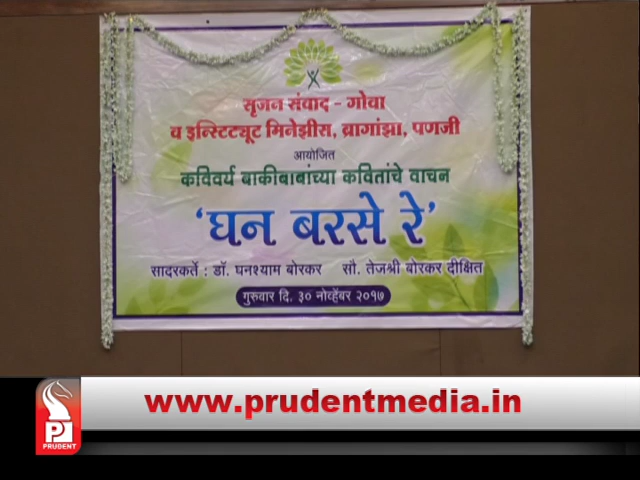 सृजन संवाद - गोवा
व इन्स्टिट्यूट मिनेझीस, ब्रागांझा, पणजी
आयोजित
कविवर्य बाकीबाबांच्या कवितांचे वाचन
‘घन बरसे रे’
सादरकर्ते : डॉ. घनश्याम बोरकर सौ. तेजश्री बोरकर दीक्षित
गुरुवार दि. ३० नोव्हेंबर २०१७
www.prudentmedia.in
PRUDENT